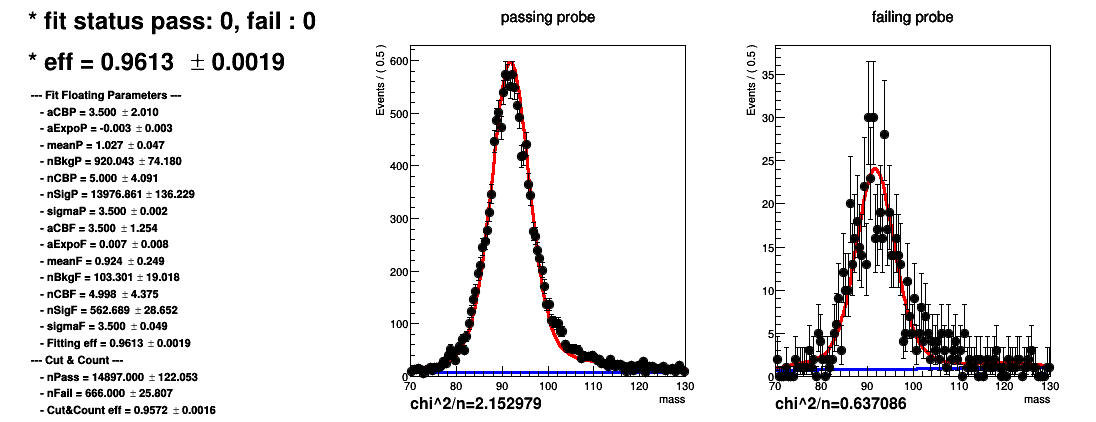 * fit status pass: 0, fail : 0
* eff = 0.9613 ± 0.0019
--- Fit Floating Parameters ---
- aCBP = 3.500 ± 2.010
- aExpoP = -0.003 ± 0.003
- meanP = 1.027 ± 0.047
- nBkgP = 920.043 ± 74.180
- nCBP = 5.000 ± 4.091
- nSigP = 13976.861 ± 136.229
- sigmaP = 3.500 ± 0.002
- aCBF = 3.500 ± 1.254
- aExpoF = 0.007 ± 0.008
- meanF = 0.924 ± 0.249
- nBkgF = 103.301 ± 19.018
- nCBF = 4.998 ± 4.375
- nSigF = 562.689 ± 28.652
- sigmaF = 3.500 ± 0.049
- Fitting eff = 0.9613 ± 0.0019
--- Cut & Count ---
- nPass = 14897.000 ± 122.053
- nFail = 666.000 ± 25.807
- Cut&Count eff = 0.9572 ± 0.0016
passing probe
Events / ( 0.5 )
600
500
400
300
200
100
0
70 80 90 100 110 120 130
mass
chi^2/n=2.152979
failing probe
Events / ( 0.5 )
35
30
25
20
15
10
5
0
70 80 90 100 110 120 130
mass
chi^2/n=0.637086